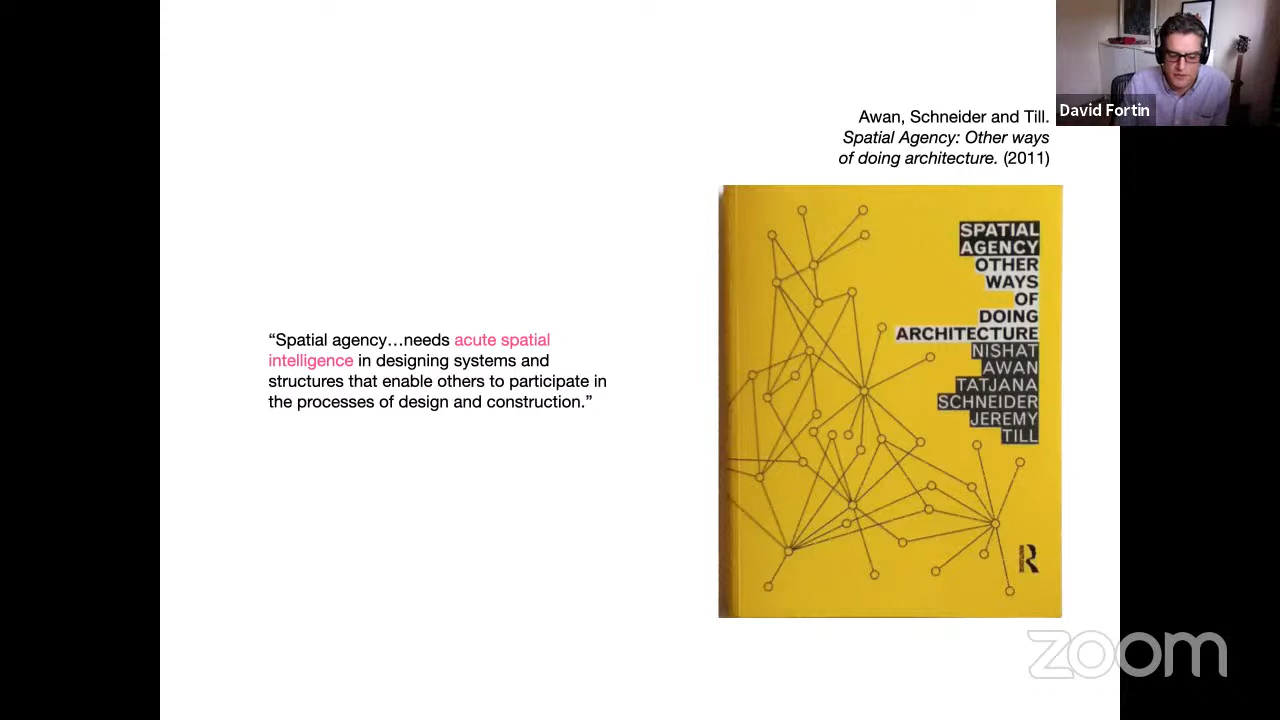 David Fortin
Awan, Schneider and Till.
Spatial Agency: Other ways
of doing architecture. (2011)
“Spatial agency…needs acute spatial
intelligence in designing systems and
structures that enable others to participate in
the processes of design and construction.”
SPATIAL
AGENCY
OTHER
WAYS
OF
DOING
ARCHITECTURE
NISHAT
AWAN
TATJANA
SCHNEIDER
JEREMY
TILL
R
zoom